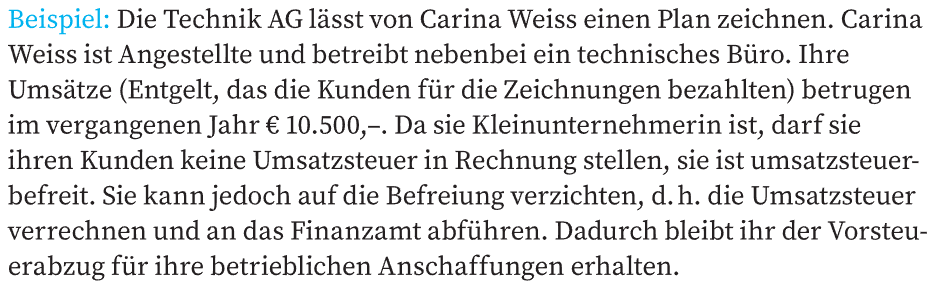 Beispiel: Die Technik AG lässt von Carina Weiss einen Plan zeichnen. Carina
Weiss ist Angestellte und betreibt nebenbei ein technisches Büro. Ihre
Umsätze (Entgelt, das die Kunden für die Zeichnungen bezahlten) betrugen
im vergangenen Jahr € 10.500,–. Da sie Kleinunternehmerin ist, darf sie
ihren Kunden keine Umsatzsteuer in Rechnung stellen, sie ist umsatzsteuer-
befreit. Sie kann jedoch auf die Befreiung verzichten, d. h. die Umsatzsteuer
verrechnen und an das Finanzamt abführen. Dadurch bleibt ihr der Vorsteu-
erabzug für ihre betrieblichen Anschaffungen erhalten.